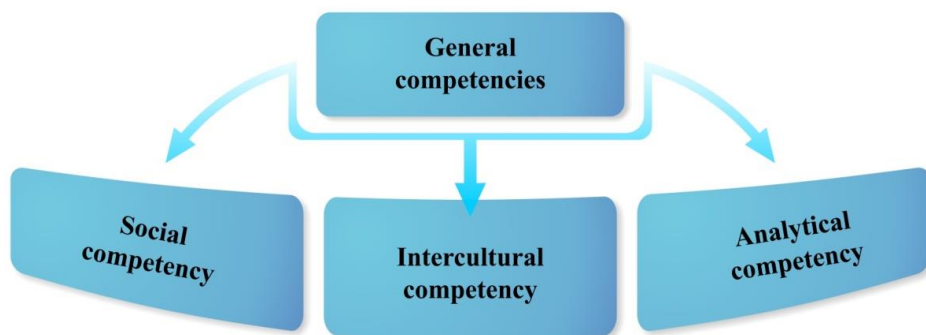 General
competencies
Social
competency
Intercultural
competency
Analytical
competency